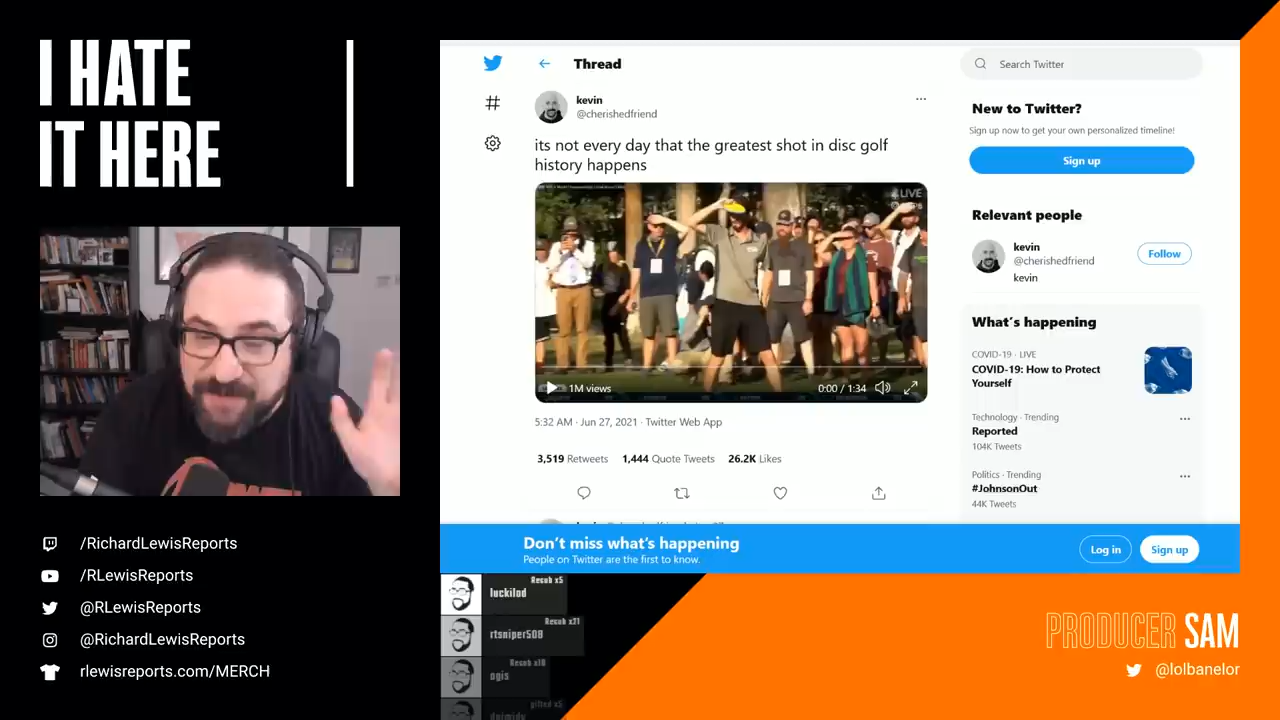 I HATE
IT HERE
/RichardLewisReports
/RLewisReports
@RLewisReports
@RichardLewisReports
rlewisreports.com/MERCH
Thread
kevin
@cherishedfriend
its not every day that the greatest shot in disc golf
history happens
LIVE
1M views
0:00 / 1:34
5:32 AM · Jun 27, 2021 · Twitter Web App
3,519 Retweets 1,444 Quote Tweets 26.2K Likes
Search Twitter
New to Twitter?
Sign up now to get your own personalized timeline!
Sign up
Relevant people
kevin
@cherishedfriend
kevin
Follow
What's happening
COVID-19 · LIVE
COVID-19: How to Protect
Yourself
Technology · Trending
Reported
104K Tweets
Politics · Trending
#JohnsonOut
44K Tweets
Don't miss what's happening
People on Twitter are the first to know.
Log in
Sign up
Resub x5
luckilod
Resub x21
rtsniper508
Resub x18
ogis
gifted x5
PRODUCER SAM
@lolbanelor